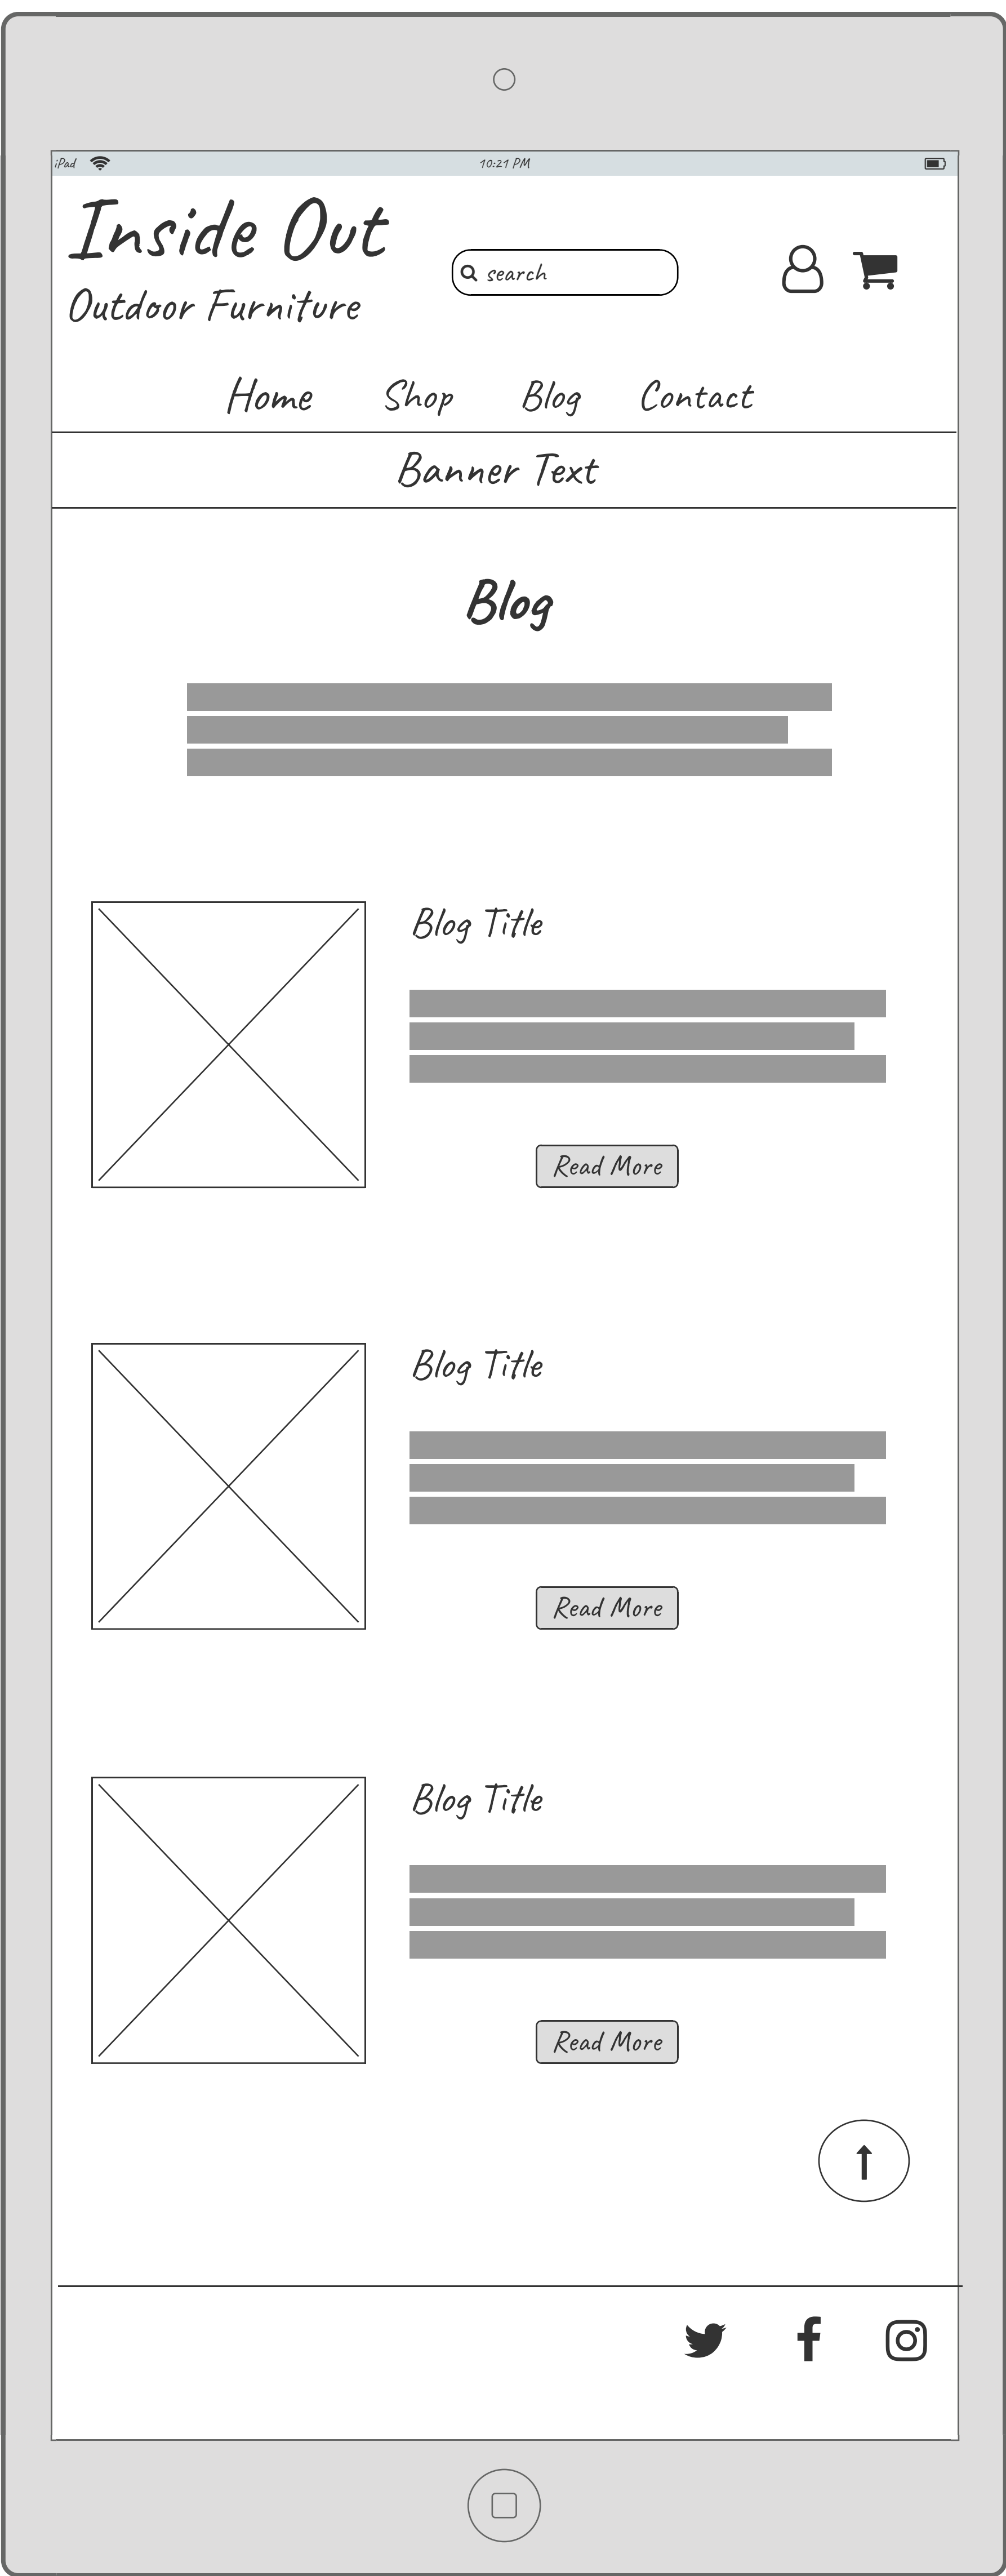 iPad 10:21 PM
Inside Out
Outdoor Furniture
search
Home Shop Blog Contact
Banner Text
Blog
Blog Title
Read More
Blog Title
Read More
Blog Title
Read More